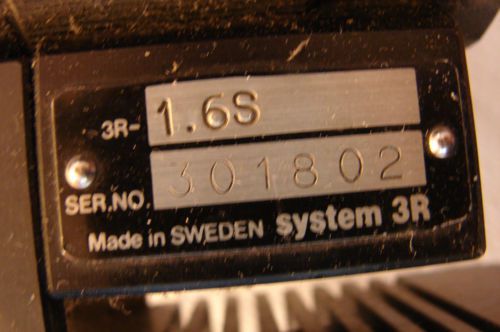 3R- 1.6S
SER.NO. 301802
Made in SWEDEN system 3R